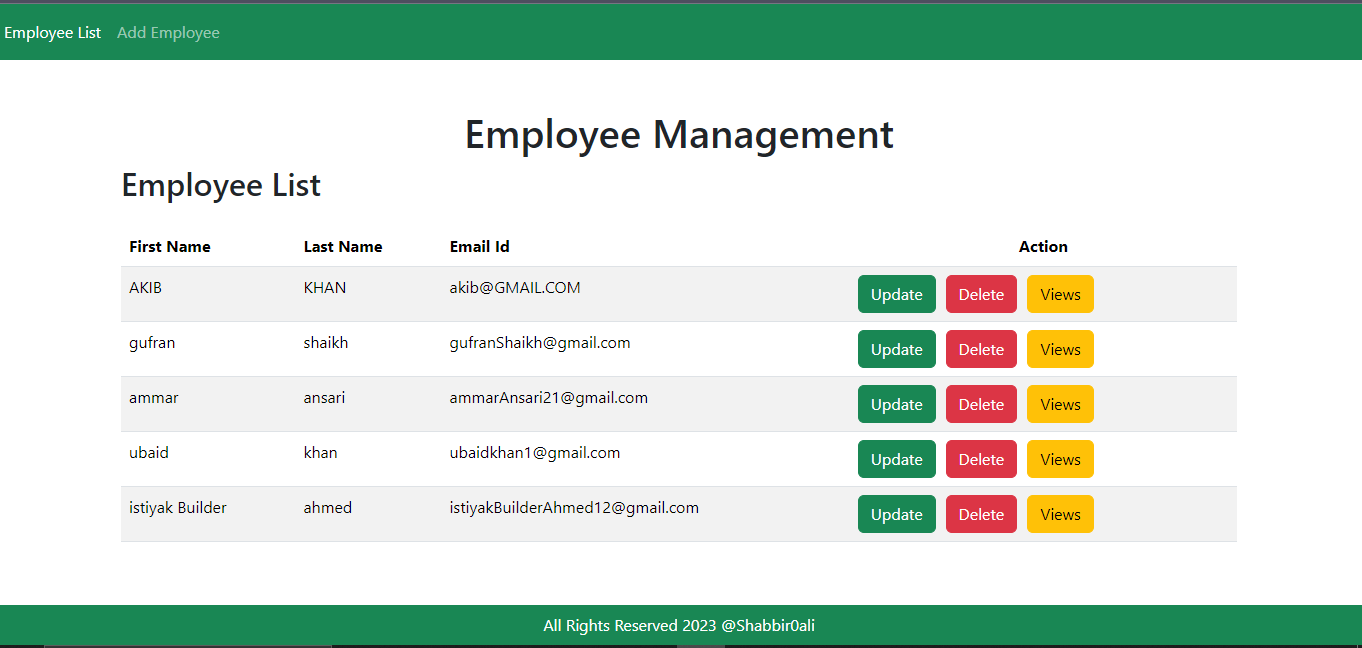 Employee List Add Employee
Employee Management
Employee List
First Name Last Name Email Id Action
AKIB KHAN akib@GMAIL.COM Update Delete Views
gufran shaikh gufranShaikh@gmail.com Update Delete Views
ammar ansari ammarAnsari21@gmail.com Update Delete Views
ubaid khan ubaidkhan1@gmail.com Update Delete Views
istiyak Builder ahmed istiyakBuilderAhmed12@gmail.com Update Delete Views
All Rights Reserved 2023 @Shabbir0ali